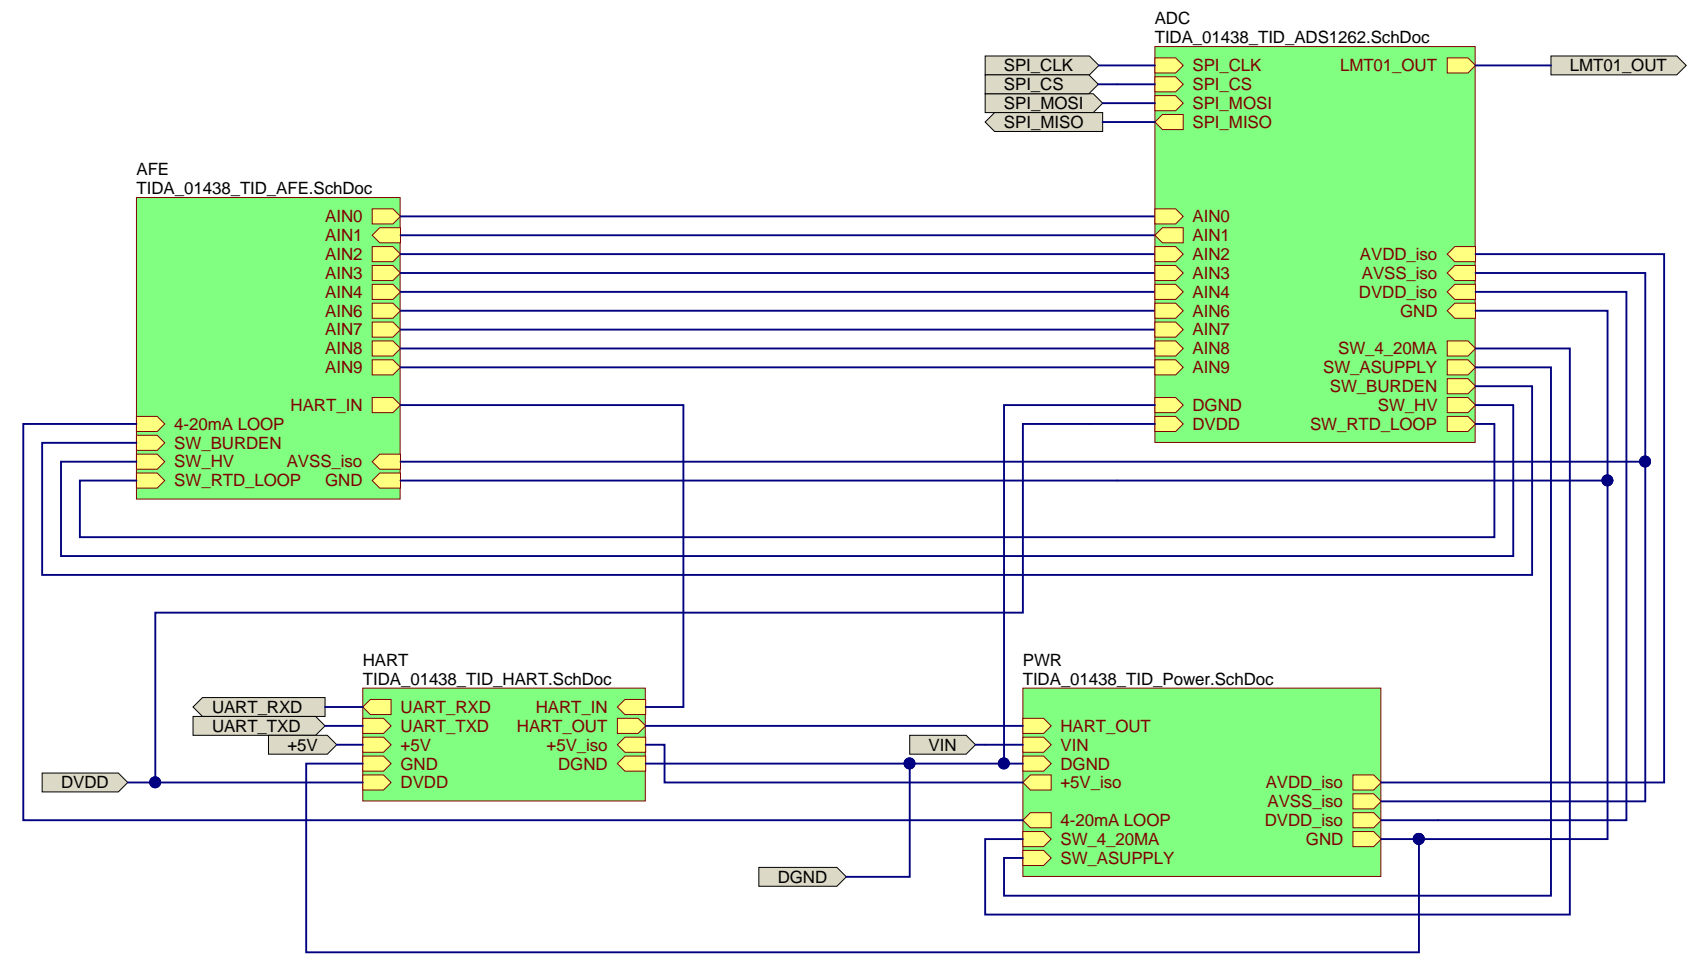 ADC
TIDA_01438_TID_ADS1262.SchDoc
SPI_CLK SPI_CLK LMT01_OUT LMT01_OUT
SPI_CS SPI_CS
SPI_MOSI SPI_MOSI
SPI_MISO SPI_MISO
AFE
TIDA_01438_TID_AFE.SchDoc
AIN0 AIN0
AIN1 AIN1
AIN2 AIN2 AVDD_iso
AIN3 AIN3 AVSS_iso
AIN4 AIN4 DVDD_iso
AIN6 AIN6 GND
AIN7 AIN7
AIN8 AIN8 SW_4_20MA
AIN9 AIN9 SW_ASUPPLY
SW_BURDEN
HART_IN DGND SW_HV
4-20mA LOOP DVDD SW_RTD_LOOP
SW_BURDEN
SW_HV AVSS_iso
SW_RTD_LOOP GND
HART PWR
TIDA_01438_TID_HART.SchDoc TIDA_01438_TID_Power.SchDoc
UART_RXD UART_RXD HART_IN
UART_TXD UART_TXD HART_OUT HART_OUT
+5V +5V +5V_iso VIN VIN
GND DGND DGND
DVDD DVDD +5V_iso AVDD_iso
AVSS_iso
4-20mA LOOP DVDD_iso
SW_4_20MA GND
SW_ASUPPLY
DGND